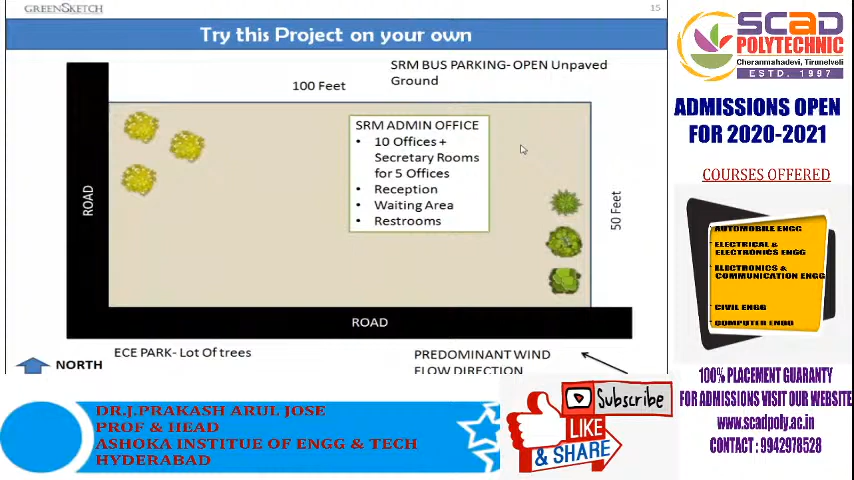 GREENSKETCH
15
Try this Project on your own
SRM BUS PARKING- OPEN Unpaved
Ground
100 Feet
SRM ADMIN OFFICE
• 10 Offices +
Secretary Rooms
for 5 Offices
• Reception
• Waiting Area
• Restrooms
ROAD
50 Feet
ROAD
ECE PARK- Lot Of trees
PREDOMINANT WIND
FLOW DIRECTION
NORTH
SCAD
POLYTECHNIC
Cheranmahadevi, Tirunelveli
ESTD. 1997
ADMISSIONS OPEN
FOR 2020-2021
COURSES OFFERED
AUTOMOBILE ENGG
ELECTRICAL &
ELECTRONICS ENGG
ELECTRONICS &
COMMUNICATION ENGG
CIVIL ENGG
COMPUTER ENGG
100% PLACEMENT GUARANTY
FOR ADMISSIONS VISIT OUR WEBSITE
www.scadpoly.ac.in
CONTACT : 9942978528
DR.J.PRAKASH ARUL JOSE
PROF & HEAD
ASHOKA INSTITUE OF ENGG & TECH
HYDERABAD
Subscribe
LIKE
& SHARE